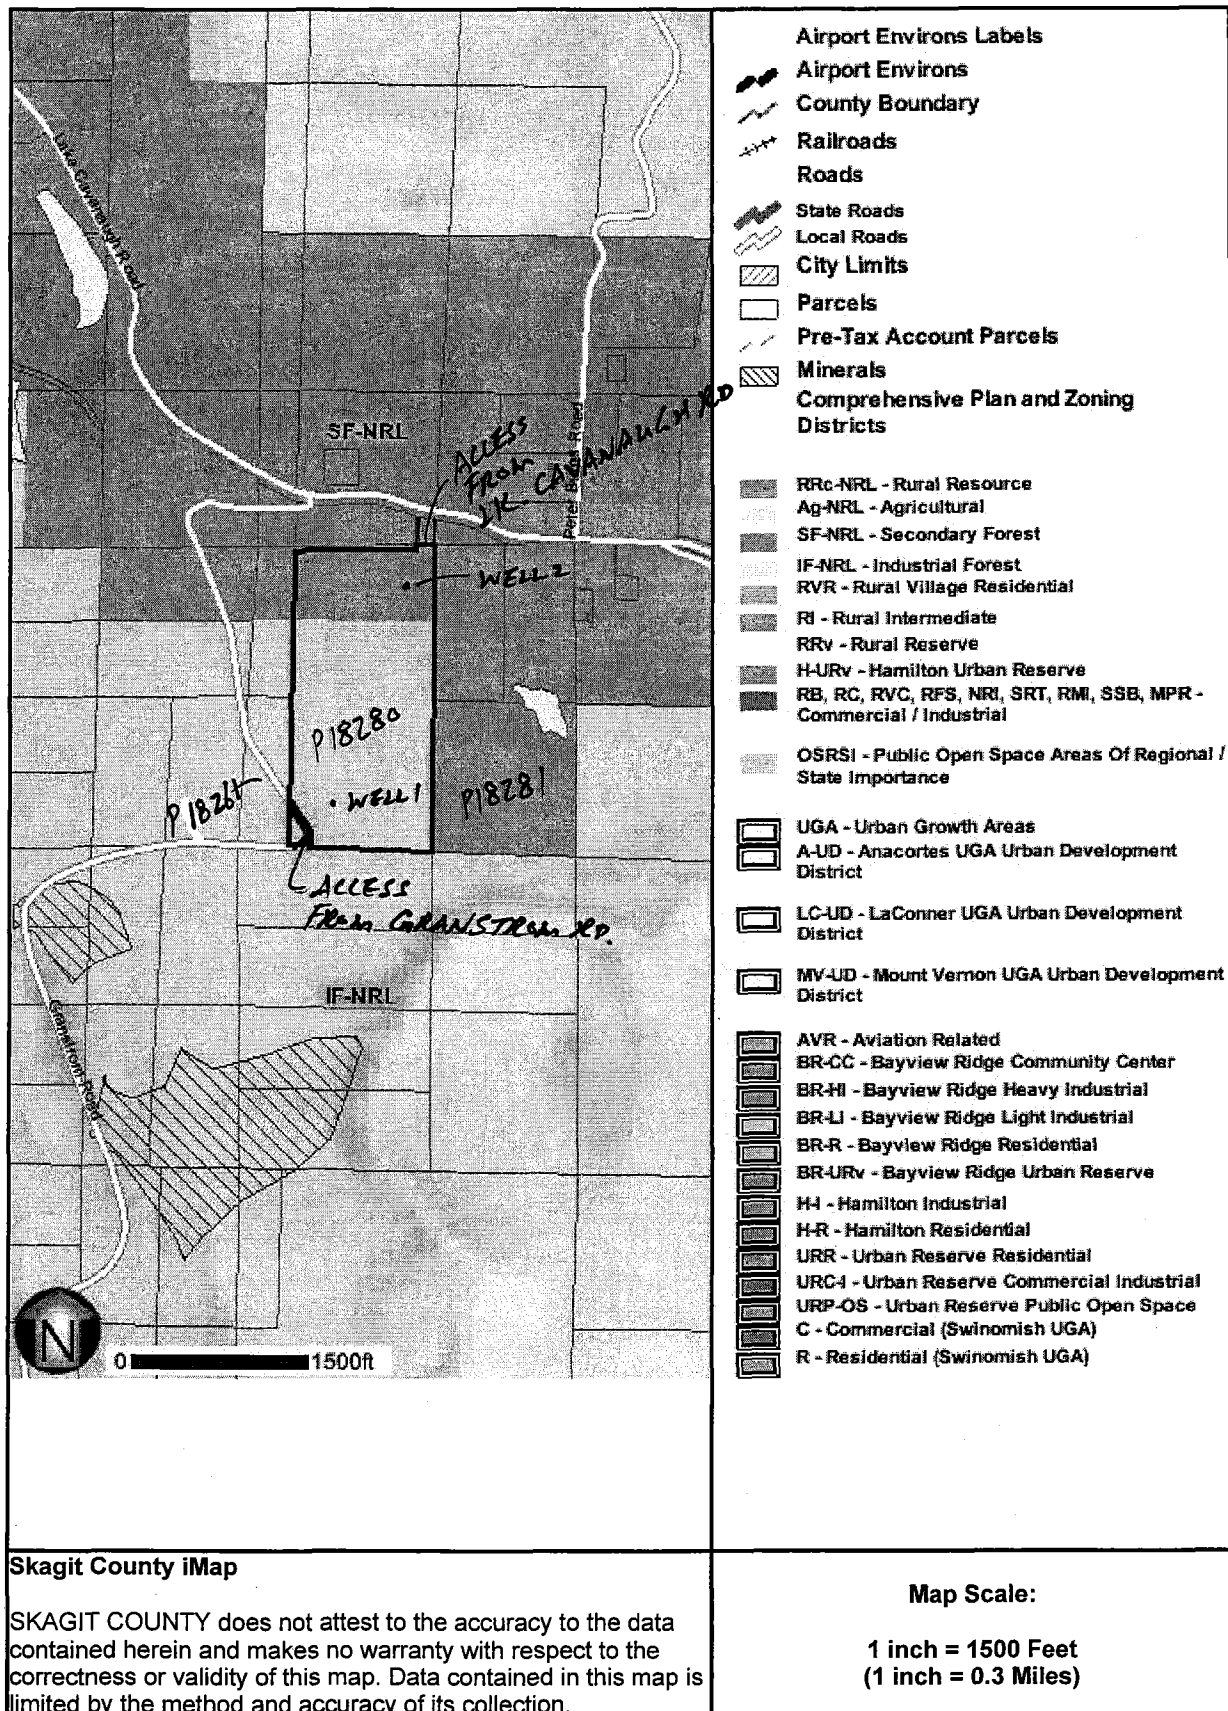 Lake Cavanaugh Road
SF-NRL
ACCESS
FROM
LK CAVANAUGH RD
Road
WELL 2
P18280
WELL 1
P18281
ACCESS
FROM GRANSTROM RD.
IF-NRL
Granstrom Road
N
0 1500ft
Airport Environs Labels
Airport Environs
County Boundary
Railroads
Roads
State Roads
Local Roads
City Limits
Parcels
Pre-Tax Account Parcels
Minerals
Comprehensive Plan and Zoning
Districts
RRc-NRL - Rural Resource
Ag-NRL - Agricultural
SF-NRL - Secondary Forest
IF-NRL - Industrial Forest
RVR - Rural Village Residential
RI - Rural Intermediate
RRv - Rural Reserve
H-URv - Hamilton Urban Reserve
RB, RC, RVC, RFS, NRI, SRT, RMI, SSB, MPR -
Commercial / Industrial
OSRSI - Public Open Space Areas Of Regional /
State Importance
UGA - Urban Growth Areas
A-UD - Anacortes UGA Urban Development
District
LC-UD - LaConner UGA Urban Development
District
MV-UD - Mount Vernon UGA Urban Development
District
AVR - Aviation Related
BR-CC - Bayview Ridge Community Center
BR-HI - Bayview Ridge Heavy Industrial
BR-LI - Bayview Ridge Light Industrial
BR-R - Bayview Ridge Residential
BR-URv - Bayview Ridge Urban Reserve
H-I - Hamilton Industrial
H-R - Hamilton Residential
URR - Urban Reserve Residential
URC-I - Urban Reserve Commercial Industrial
URP-OS - Urban Reserve Public Open Space
C - Commercial (Swinomish UGA)
R - Residential (Swinomish UGA)
Skagit County iMap
SKAGIT COUNTY does not attest to the accuracy to the data
contained herein and makes no warranty with respect to the
correctness or validity of this map. Data contained in this map is
limited by the method and accuracy of its collection.
Map Scale:
1 inch = 1500 Feet
(1 inch = 0.3 Miles)